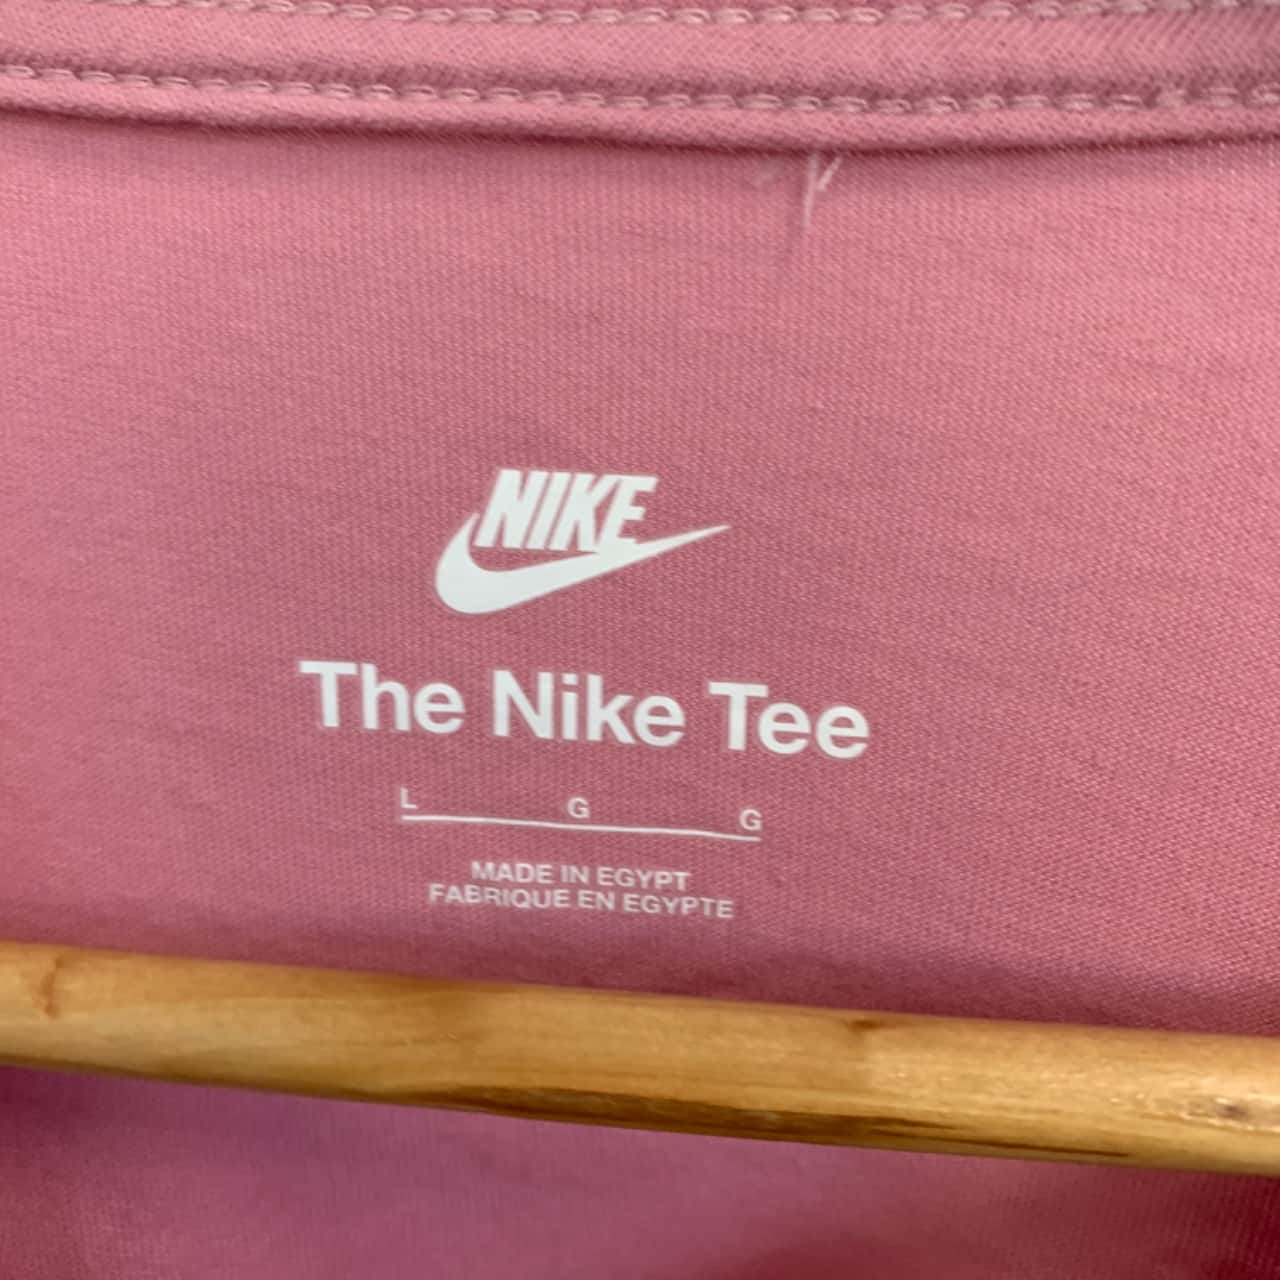 NIKE
The Nike Tee
L G G
MADE IN EGYPT
FABRIQUE EN EGYPTE